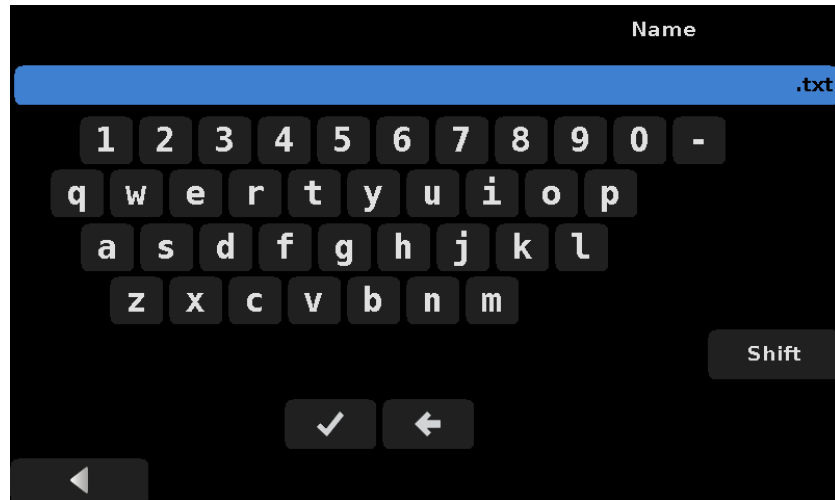 Name
.txt
1 2 3 4 5 6 7 8 9 0 -
q w e r t y u i o p
a s d f g h j k l
z x c v b n m
Shift